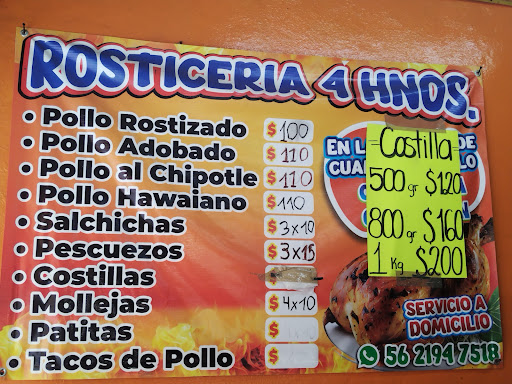 ROSTICERIA 4 HNOS.
• Pollo Rostizado $ 100
• Pollo Adobado $ 110
• Pollo al Chipotle $ 110
• Pollo Hawaiano $ 110
• Salchichas $ 3x10
• Pescuezos $ 3x15
• Costillas $
• Mollejas $ 4x10
• Patitas $
• Tacos de Pollo $
EN L
DE
CUA
LO
Costilla
500 gr $120
800 gr $160
1 Kg $200
SERVICIO A
DOMICILIO
56 2194 7518